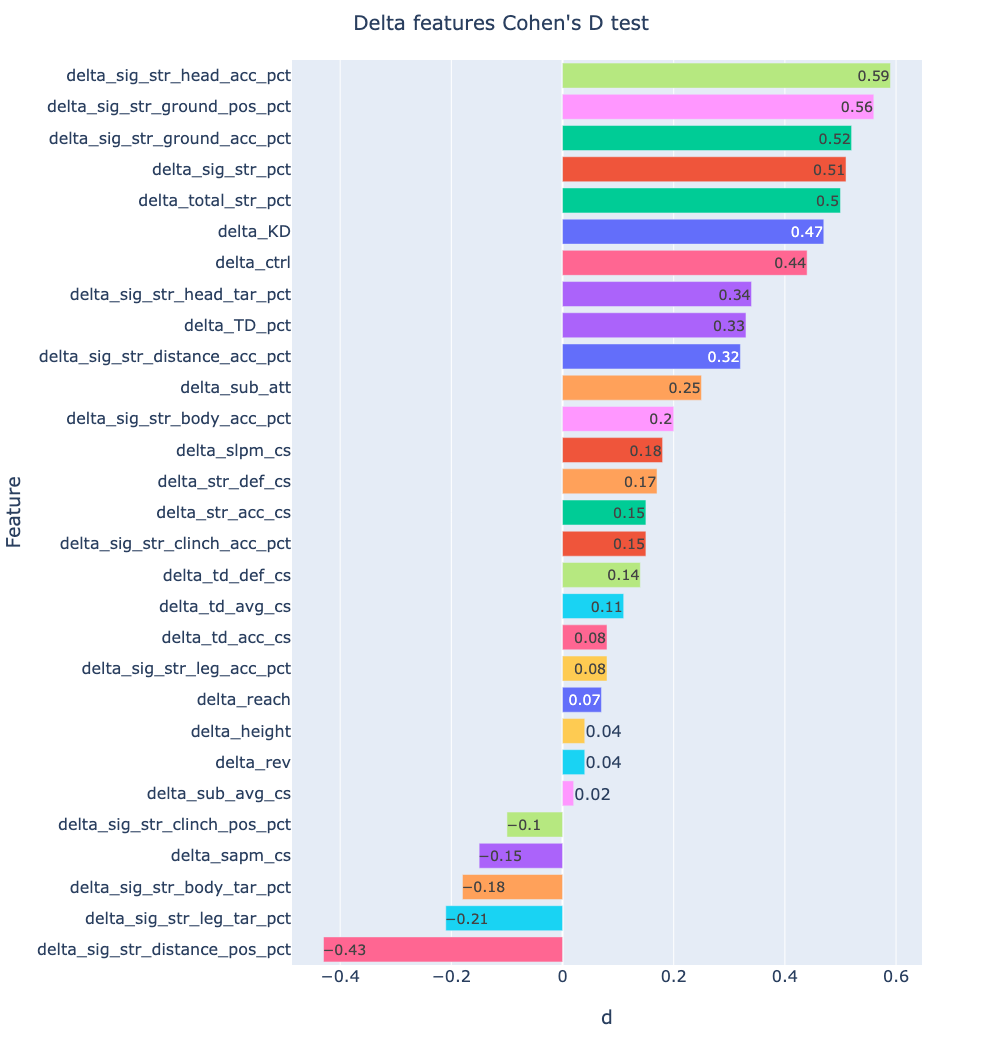 Delta features Cohen's D test
delta_sig_str_head_acc_pct 0.59
delta_sig_str_ground_pos_pct 0.56
delta_sig_str_ground_acc_pct 0.52
delta_sig_str_pct 0.51
delta_total_str_pct 0.5
delta_KD 0.47
delta_ctrl 0.44
delta_sig_str_head_tar_pct 0.34
delta_TD_pct 0.33
delta_sig_str_distance_acc_pct 0.32
delta_sub_att 0.25
delta_sig_str_body_acc_pct 0.2
delta_slpm_cs 0.18
delta_str_def_cs 0.17
delta_str_acc_cs 0.15
delta_sig_str_clinch_acc_pct 0.15
delta_td_def_cs 0.14
delta_td_avg_cs 0.11
delta_td_acc_cs 0.08
delta_sig_str_leg_acc_pct 0.08
delta_reach 0.07
delta_height 0.04
delta_rev 0.04
delta_sub_avg_cs 0.02
delta_sig_str_clinch_pos_pct −0.1
delta_sapm_cs −0.15
delta_sig_str_body_tar_pct −0.18
delta_sig_str_leg_tar_pct −0.21
delta_sig_str_distance_pos_pct −0.43
Feature
−0.4 −0.2 0 0.2 0.4 0.6
d